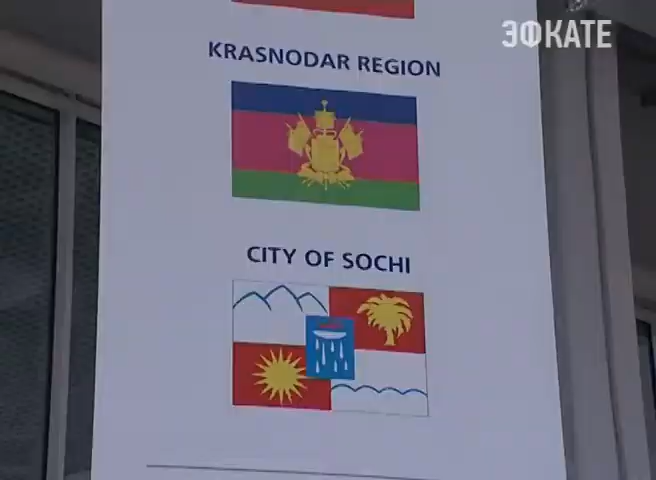 ЭФКАТЕ
KRASNODAR REGION
CITY OF SOCHI